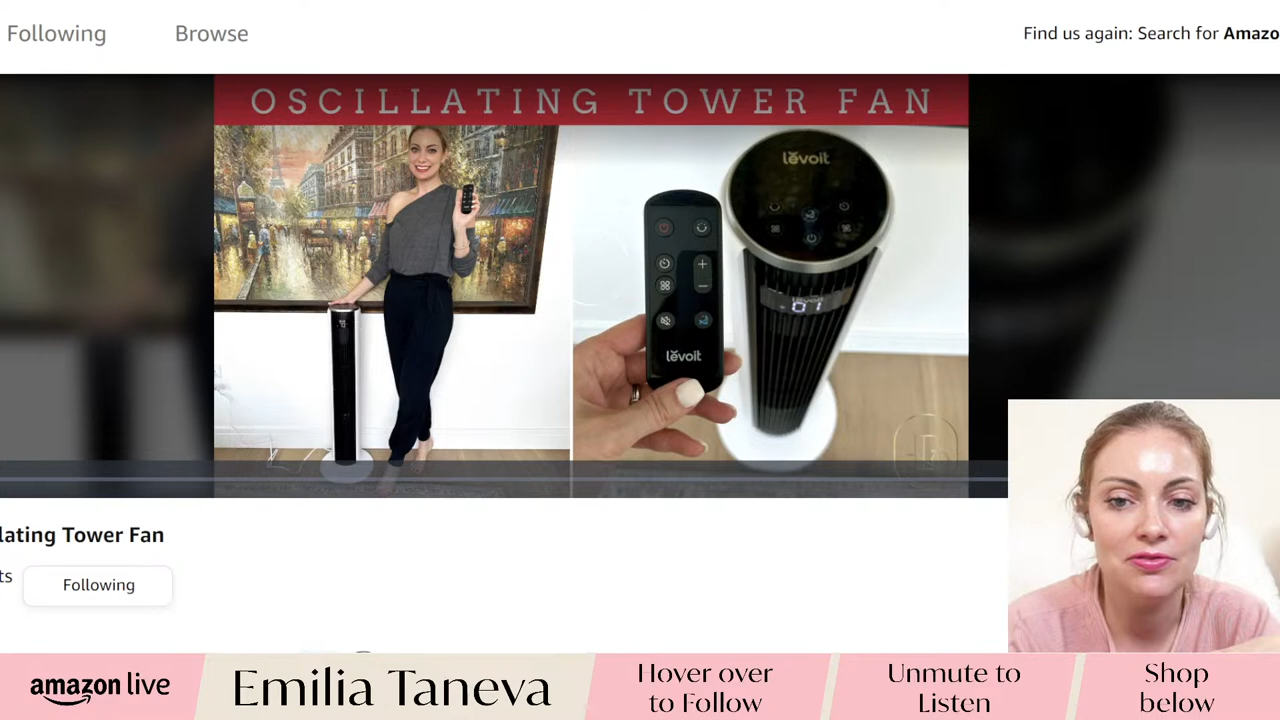 Following
Browse
Find us again: Search for Amazo
OSCILLATING TOWER FAN
levoit
01
levoit
lating Tower Fan
ts
Following
amazon live
Emilia Taneva
Hover over
to Follow
Unmute to
Listen
Shop
below